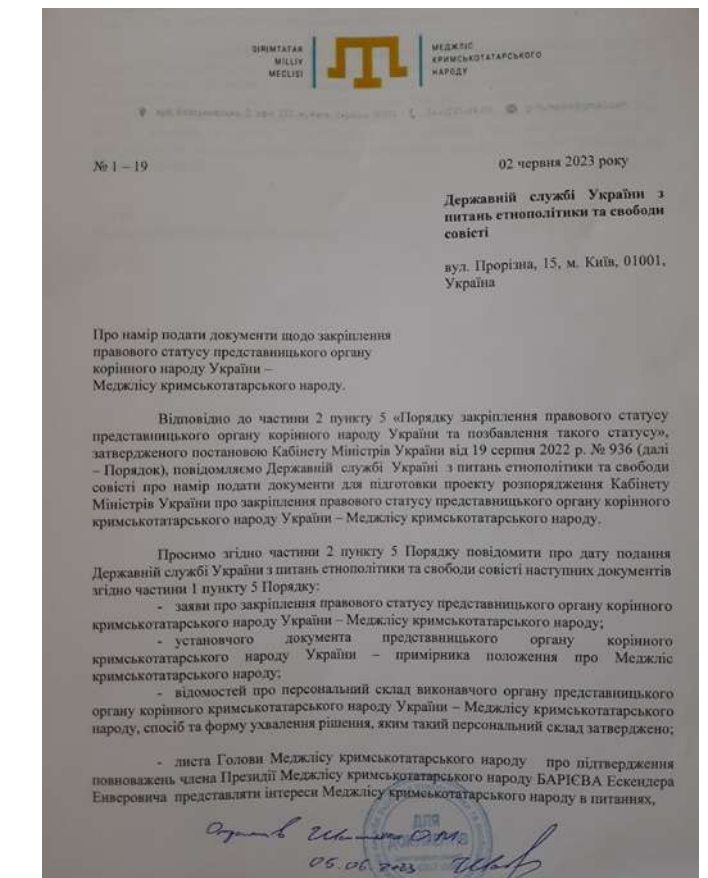 QIRIMTATAR
MILLIY
MECLISI
МЕДЖЛІС
КРИМСЬКОТАТАРСЬКОГО
НАРОДУ
№ 1 – 19
02 червня 2023 року
Державній службі України з
питань етнополітики та свободи
совісті
вул. Прорізна, 15, м. Київ, 01001,
Україна
Про намір подати документи щодо закріплення
правового статусу представницького органу
корінного народу України –
Меджлісу кримськотатарського народу.
Відповідно до частини 2 пункту 5 «Порядку закріплення правового статусу
представницького органу корінного народу України та позбавлення такого статусу»,
затвердженого постановою Кабінету Міністрів України від 19 серпня 2022 р. № 936 (далі
– Порядок), повідомляємо Державній службі Україні з питань етнополітики та свободи
совісті про намір подати документи для підготовки проекту розпорядження Кабінету
Міністрів України про закріплення правового статусу представницького органу корінного
кримськотатарського народу України – Меджлісу кримськотатарського народу.
Просимо згідно частини 2 пункту 5 Порядку повідомити про дату подання
Державній службі України з питань етнополітики та свободи совісті наступних документів
згідно частини 1 пункту 5 Порядку:
- заяви про закріплення правового статусу представницького органу корінного
кримськотатарського народу України – Меджлісу кримськотатарського народу;
- установчого документа представницького органу корінного
кримськотатарського народу України – примірника положення про Меджліс
кримськотатарського народу;
- відомостей про персональний склад виконавчого органу представницького
органу корінного кримськотатарського народу України – Меджлісу кримськотатарського
народу, спосіб та форму ухвалення рішення, яким такий персональний склад затверджено;
- листа Голови Меджлісу кримськотатарського народу про підтвердження
повноважень члена Президії Меджлісу кримськотатарського народу БАРІЄВА Ескендера
Енверовича представляти інтереси Меджлісу кримськотатарського народу в питаннях,
ДЛЯ
ДОКУМЕНТІВ
05.06.2023